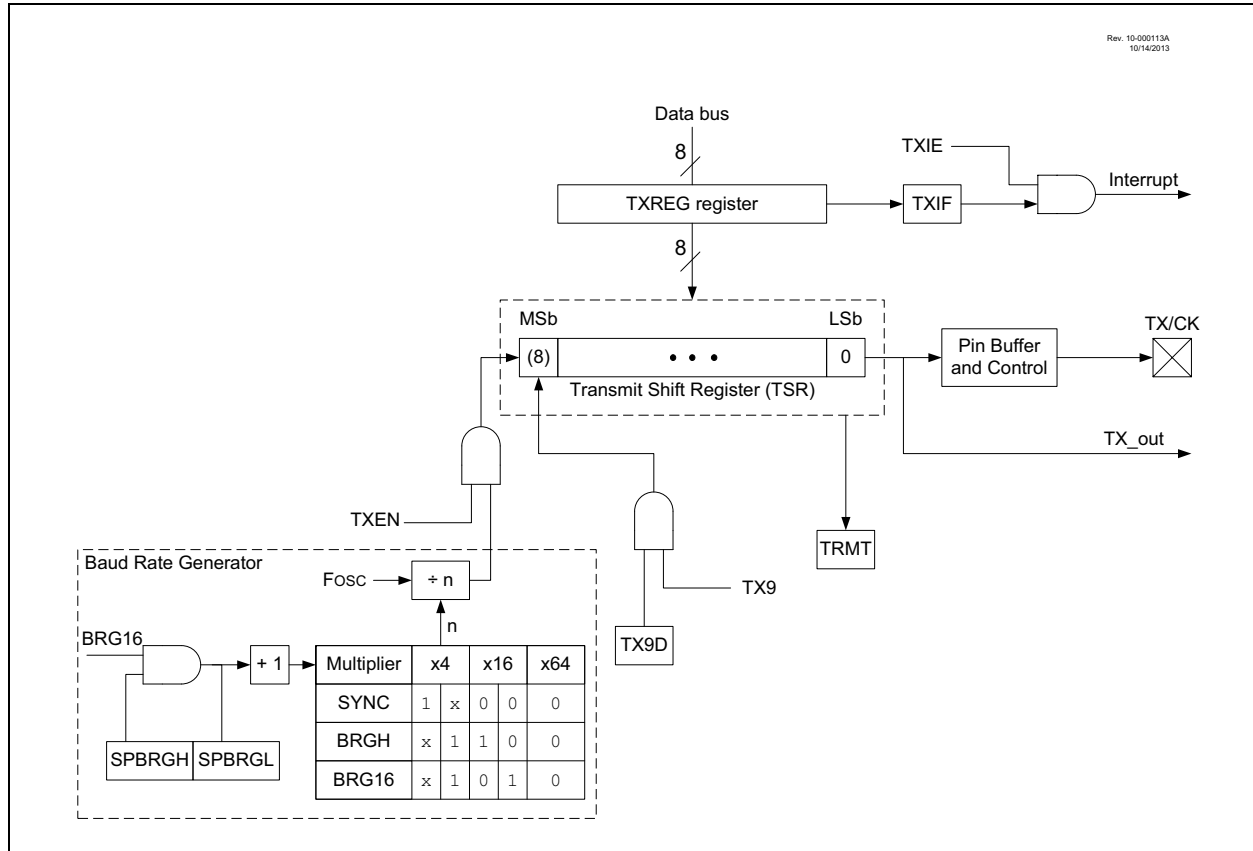 Rev. 10-000113A
10/14/2013
Data bus
8
TXIE
Interrupt
TXREG register
TXIF
8
MSb
LSb
(8)
• • •
0
Transmit Shift Register (TSR)
Pin Buffer
and Control
TX/CK
TX_out
TXEN
TRMT
Baud Rate Generator
FOSC
÷ n
TX9
n
TX9D
BRG16
+ 1
Multiplier x4 x16 x64
SYNC 1 x 0 0 0
BRGH x 1 1 0 0
BRG16 x 1 0 1 0
SPBRGH SPBRGL